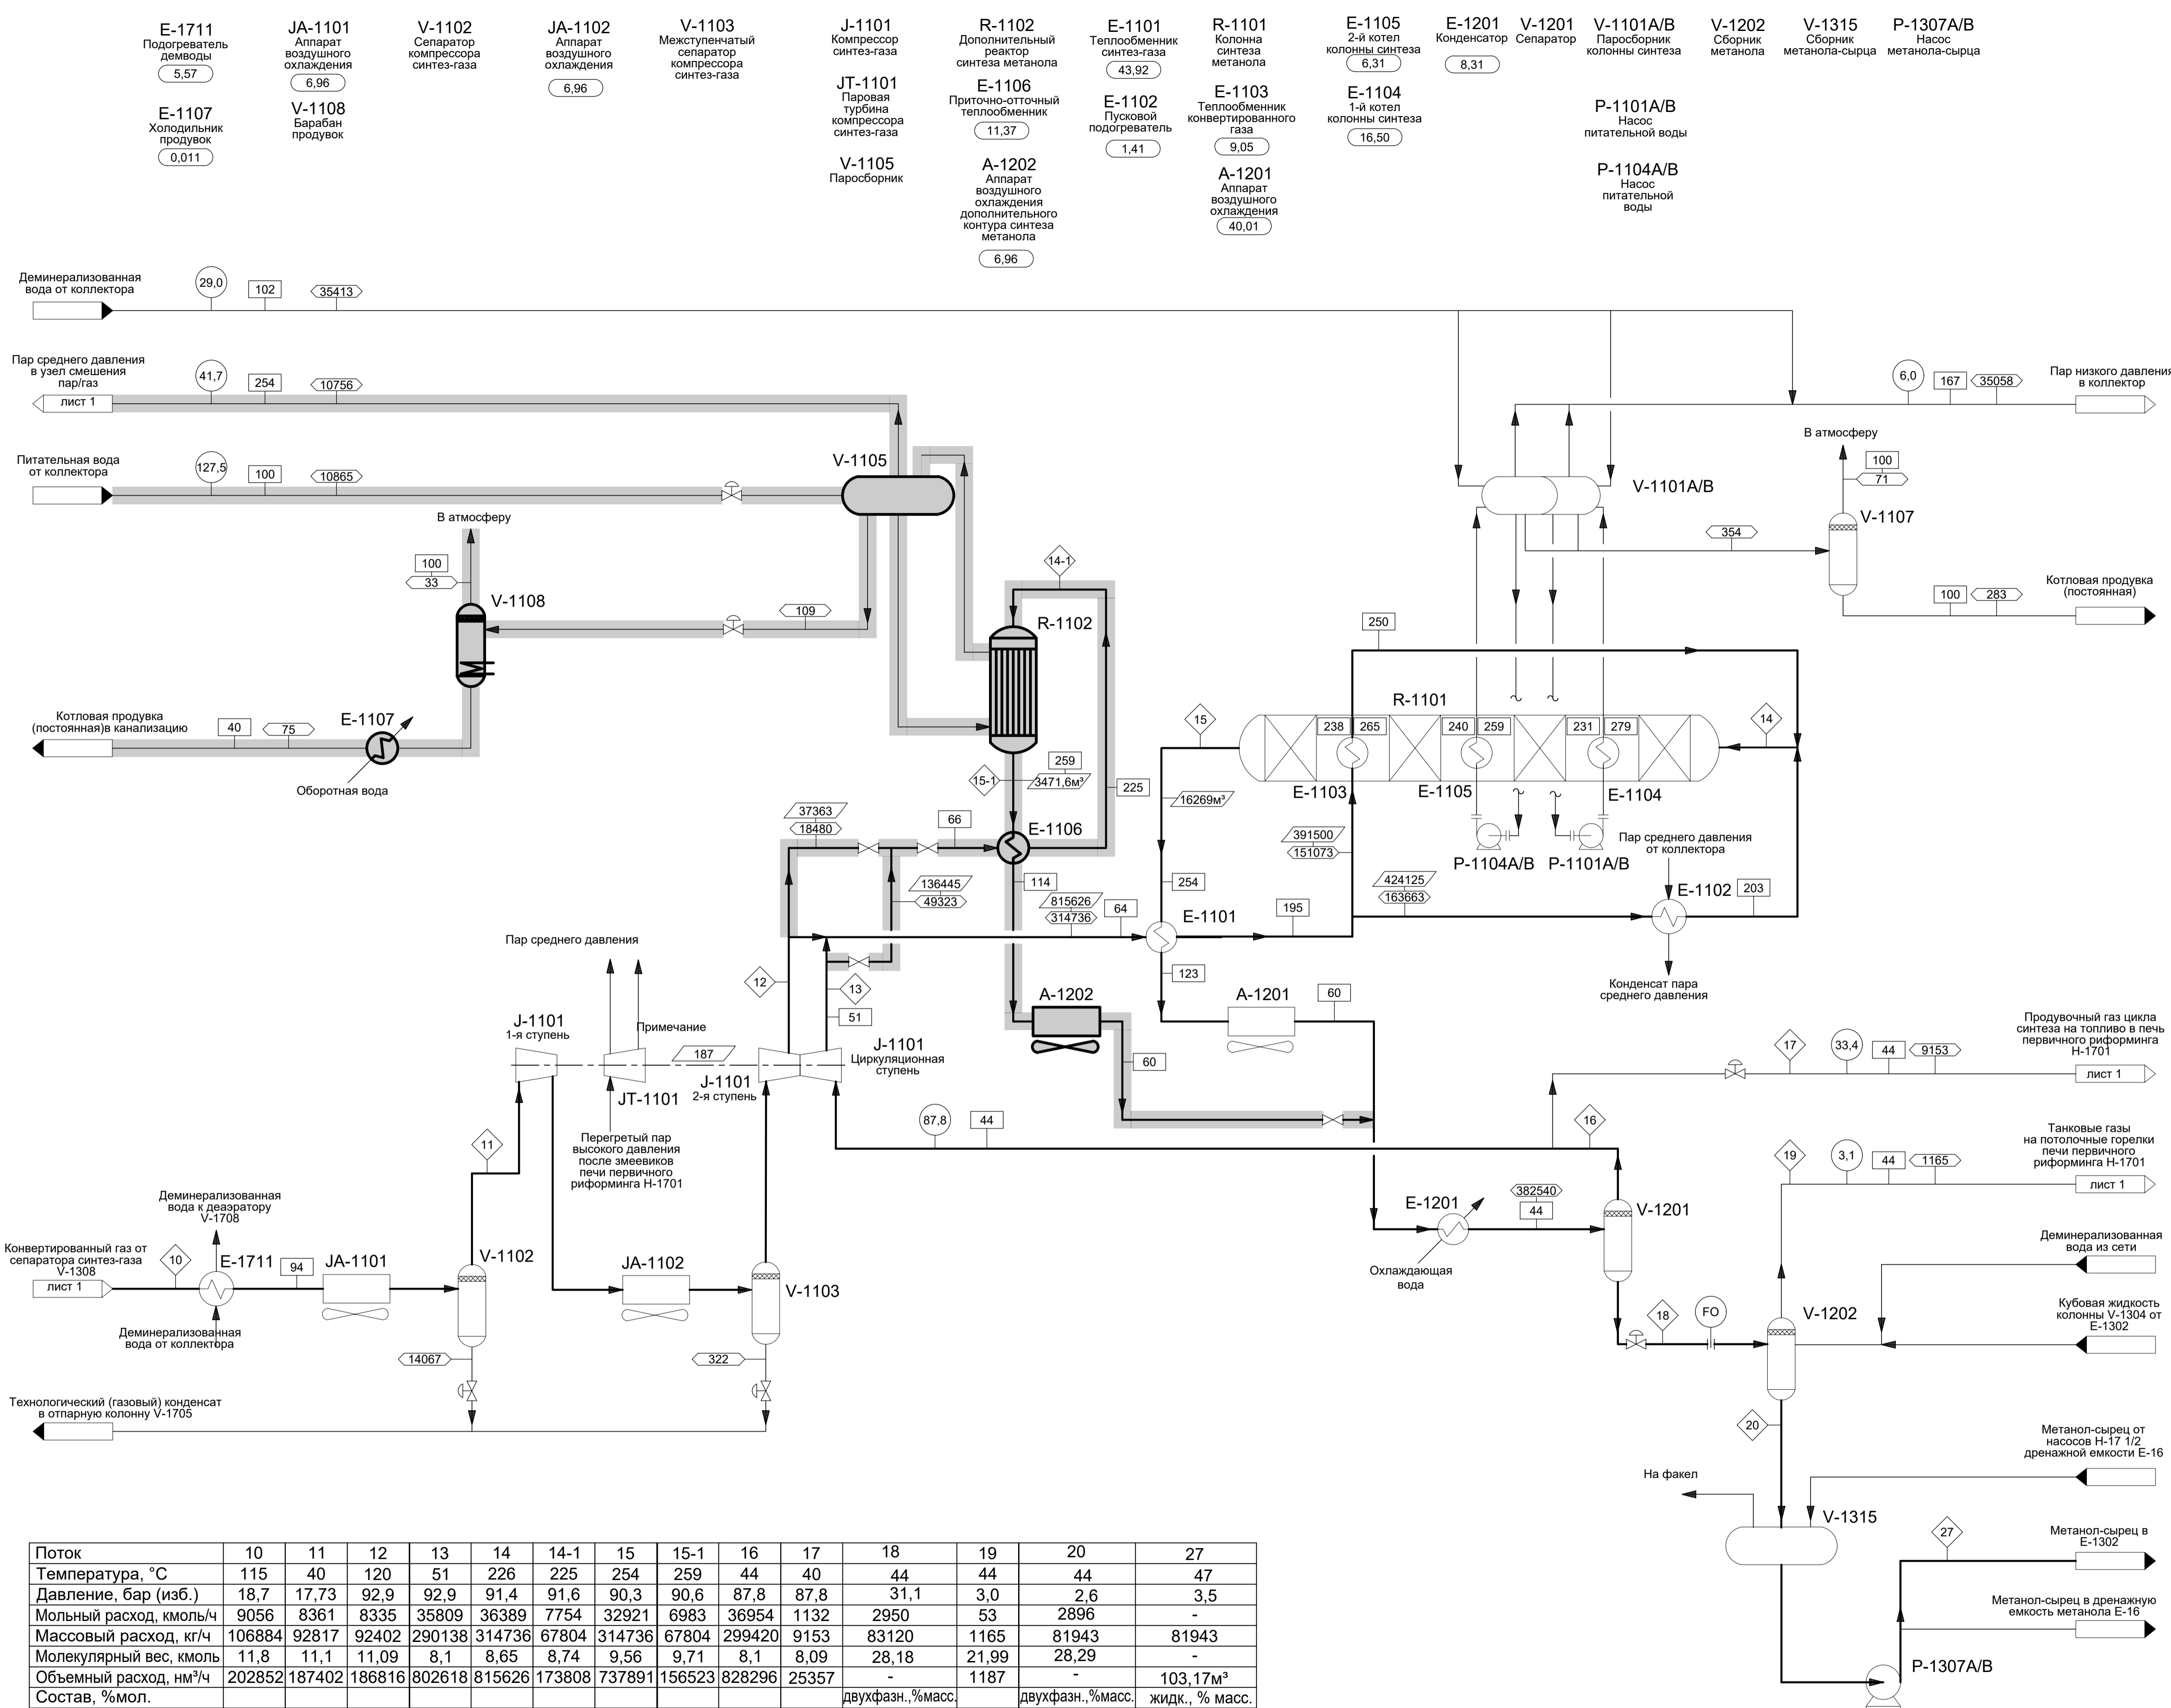 E-1711
Подогреватель
демводы
5,57
E-1107
Холодильник
продувок
0,011
JA-1101
Аппарат
воздушного
охлаждения
6,96
V-1108
Барабан
продувок
V-1102
Сепаратор
компрессора
синтез-газа
JA-1102
Аппарат
воздушного
охлаждения
6,96
V-1103
Межступенчатый
сепаратор
компрессора
синтез-газа
J-1101
Компрессор
синтез-газа
JT-1101
Паровая
турбина
компрессора
синтез-газа
V-1105
Паросборник
R-1102
Дополнительный
реактор
синтеза метанола
E-1106
Приточно-отточный
теплообменник
11,37
A-1202
Аппарат
воздушного
охлаждения
дополнительного
контура синтеза
метанола
6,96
E-1101
Теплообменник
синтез-газа
43,92
E-1102
Пусковой
подогреватель
1,41
R-1101
Колонна
синтеза
метанола
E-1103
Теплообменник
конвертированного
газа
9,05
A-1201
Аппарат
воздушного
охлаждения
40,01
E-1105
2-й котел
колонны синтеза
6,31
E-1104
1-й котел
колонны синтеза
16,50
E-1201
Конденсатор
8,31
V-1201
Сепаратор
V-1101A/B
Паросборник
колонны синтеза
P-1101A/B
Насос
питательной воды
P-1104A/B
Насос
питательной
воды
V-1202
Сборник
метанола
V-1315
Сборник
метанола-сырца
P-1307A/B
Насос
метанола-сырца
Деминерализованная
вода от коллектора
29,0
102
35413
Пар среднего давления
в узел смешения
пар/газ
лист 1
41,7
254
10756
6,0
167
35058
Пар низкого давления
в коллектор
Питательная вода
от коллектора
127,5
100
10865
V-1105
V-1101A/B
В атмосферу
100
71
V-1107
354
В атмосферу
100
33
V-1108
109
14-1
R-1102
Котловая продувка
(постоянная)
100
283
250
R-1101
238
265
240
259
231
279
15
14
Котловая продувка
(постоянная)в канализацию
40
75
E-1107
Оборотная вода
15-1
259
3471,6м³
225
16269м³
E-1103
E-1105
E-1104
37363
18480
66
E-1106
391500
151073
P-1104A/B
P-1101A/B
Пар среднего давления
от коллектора
136445
49323
114
815626
314736
64
254
E-1101
195
424125
163663
E-1102
203
Пар среднего давления
12
13
51
123
Конденсат пара
среднего давления
A-1202
A-1201
60
60
J-1101
1-я ступень
Примечание
187
J-1101
2-я ступень
J-1101
Циркуляционная
ступень
JT-1101
Перегретый пар
высокого давления
после змеевиков
печи первичного
риформинга Н-1701
11
87,8
44
16
17
33,4
44
9153
Продувочный газ цикла
синтеза на топливо в печь
первичного риформинга
Н-1701
лист 1
Танковые газы
на потолочные горелки
печи первичного
риформинга Н-1701
лист 1
19
3,1
44
1165
Деминерализованная
вода к деаэратору
V-1708
Конвертированный газ от
сепаратора синтез-газа
V-1308
лист 1
10
E-1711
94
JA-1101
V-1102
Деминерализованная
вода от коллектора
JA-1102
V-1103
E-1201
382540
44
Охлаждающая
вода
V-1201
Деминерализованная
вода из сети
Кубовая жидкость
колонны V-1304 от
E-1302
18
FO
V-1202
14067
322
Технологический (газовый) конденсат
в отпарную колонну V-1705
20
Метанол-сырец от
насосов Н-17 1/2
дренажной емкости Е-16
На факел
V-1315
27
Метанол-сырец в
E-1302
Метанол-сырец в дренажную
емкость метанола Е-16
P-1307A/B
Поток 10 11 12 13 14 14-1 15 15-1 16 17 18 19 20 27
Температура, °С 115 40 120 51 226 225 254 259 44 40 44 44 44 47
Давление, бар (изб.) 18,7 17,73 92,9 92,9 91,4 91,6 90,3 90,6 87,8 87,8 31,1 3,0 2,6 3,5
Мольный расход, кмоль/ч 9056 8361 8335 35809 36389 7754 32921 6983 36954 1132 2950 53 2896 -
Массовый расход, кг/ч 106884 92817 92402 290138 314736 67804 314736 67804 299420 9153 83120 1165 81943 81943
Молекулярный вес, кмоль 11,8 11,1 11,09 8,1 8,65 8,74 9,56 9,71 8,1 8,09 28,18 21,99 28,29 -
Объемный расход, нм³/ч 202852 187402 186816 802618 815626 173808 737891 156523 828296 25357 - 1187 - 103,17м³
Состав, %мол. двухфазн.,%масс. двухфазн.,%масс. жидк., % масс.